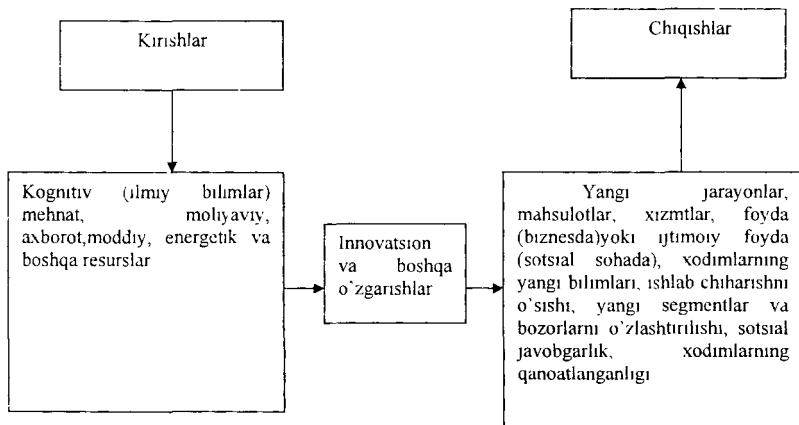 Kirishlar
Chiqishlar
Kognitiv (ilmiy bilimlar)
mehnat, moliyaviy,
axborot,moddiy, energetik va
boshqa resurslar
Innovatsion
va boshqa
o`zgarishlar
Yangi jarayonlar,
mahsulotlar, xizmtlar, foyda
(biznesda)yoki ijtimoiy foyda
(sotsial sohada), xodimlarning
yangi bilimlari, ishlab chiharishni
o`sishi, yangi segmentlar va
bozorlarni o`zlashtirilishi, sotsial
javobgarlik, xodimlarning
qanoatlanganligi